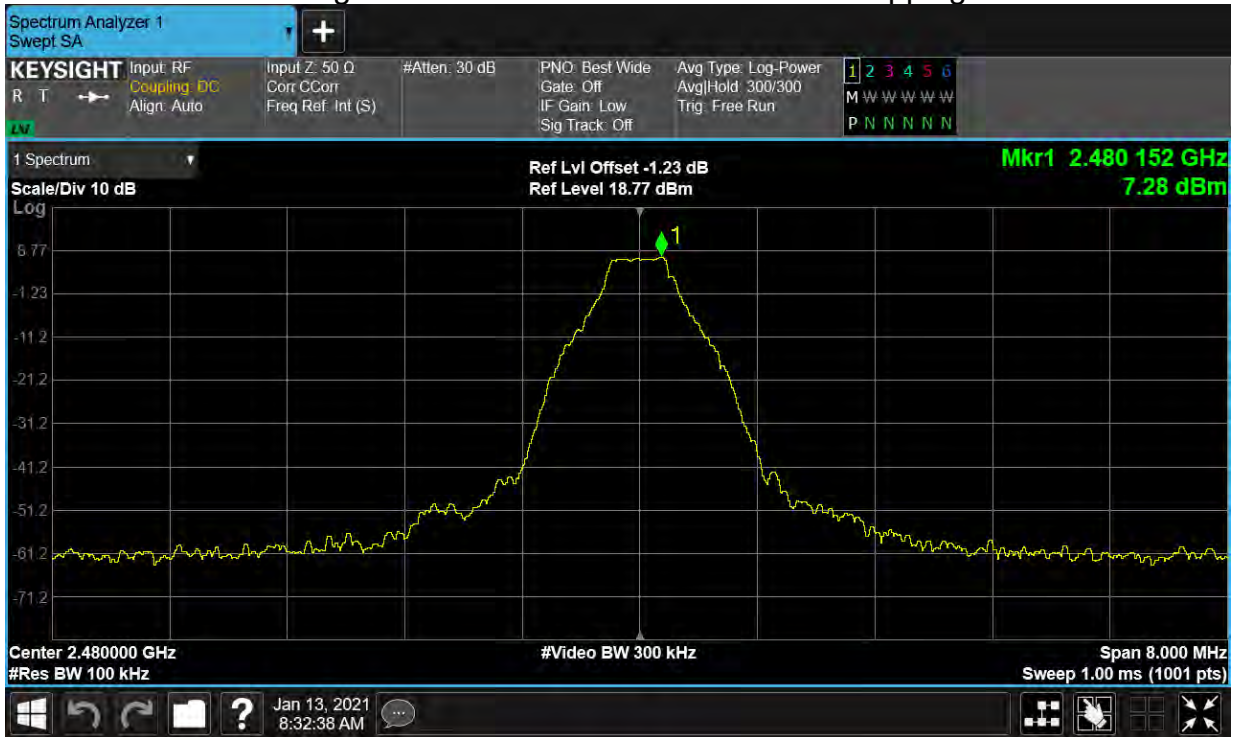 Spectrum Analyzer 1
Swept SA
+
KEYSIGHT
R T
LXI
Input: RF
Coupling: DC
Align: Auto
Input Z: 50 Ω
Corr CCorr
Freq Ref: Int (S)
#Atten: 30 dB
PNO: Best Wide
Gate: Off
IF Gain: Low
Sig Track: Off
Avg Type: Log-Power
Avg|Hold: 300/300
Trig: Free Run
1 2 3 4 5 6
M W W W W W
P N N N N N N
1 Spectrum
Scale/Div 10 dB
Log
Ref Lvl Offset -1.23 dB
Ref Level 18.77 dBm
Mkr1 2.480 152 GHz
7.28 dBm
1
8.77
-1.23
-11.2
-21.2
-31.2
-41.2
-51.2
-61.2
-71.2
Center 2.480000 GHz
#Res BW 100 kHz
#Video BW 300 kHz
Span 8.000 MHz
Sweep 1.00 ms (1001 pts)
?
Jan 13, 2021
8:32:38 AM